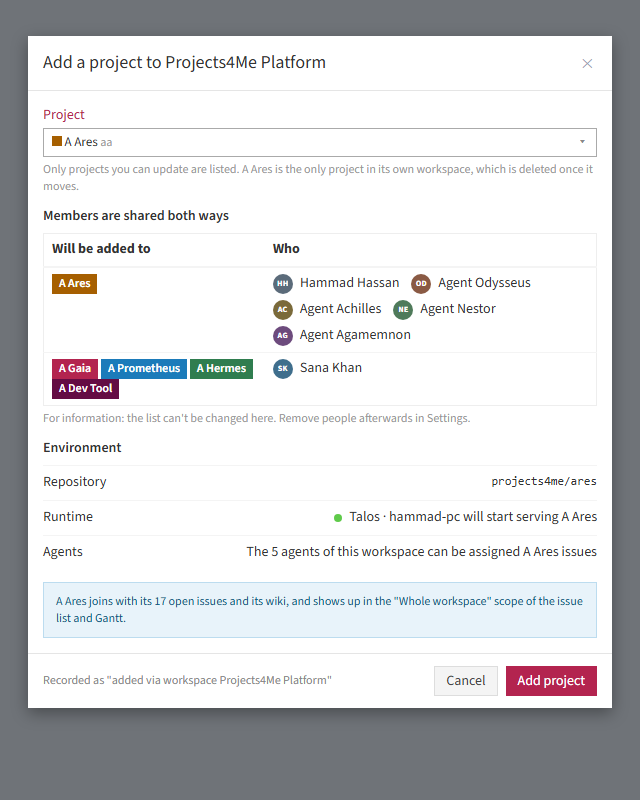 Add a project to Projects4Me Platform
Project
A Ares aa
Only projects you can update are listed. A Ares is the only project in its own workspace, which is deleted once it
moves.
Members are shared both ways
Will be added to Who
A Ares HH Hammad Hassan OD Agent Odysseus
AC Agent Achilles NE Agent Nestor
AG Agent Agamemnon
A Gaia A Prometheus A Hermes SK Sana Khan
A Dev Tool
For information: the list can't be changed here. Remove people afterwards in Settings.
Environment
Repository projects4me/ares
Runtime Talos · hammad-pc will start serving A Ares
Agents The 5 agents of this workspace can be assigned A Ares issues
A Ares joins with its 17 open issues and its wiki, and shows up in the "Whole workspace" scope of the issue
list and Gantt.
Recorded as "added via workspace Projects4Me Platform" Cancel Add project